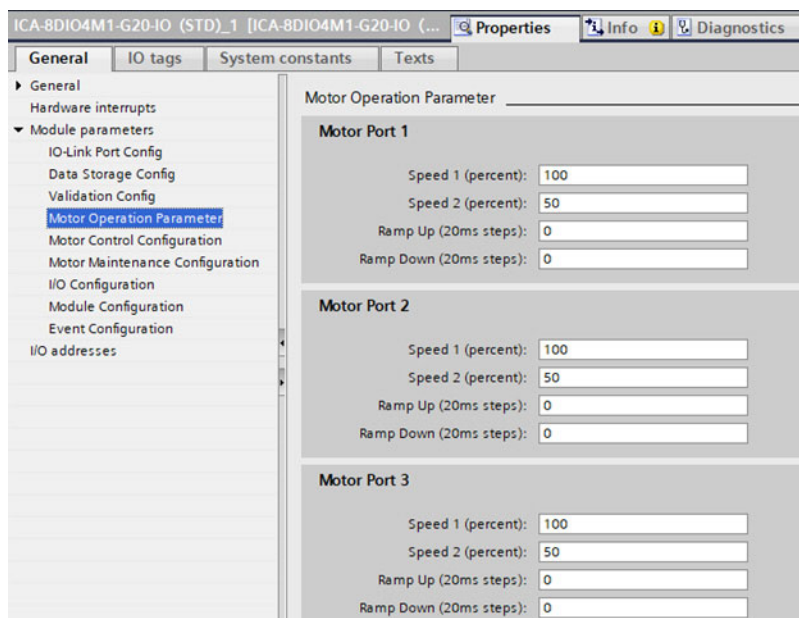 ICA-8DIO4M1-G20-IO (STD)_1 [ICA-8DIO4M1-G20-IO (...
Properties
Info
Diagnostics
General
IO tags
System constants
Texts
General
Hardware interrupts
Module parameters
IO-Link Port Config
Data Storage Config
Validation Config
Motor Operation Parameter
Motor Control Configuration
Motor Maintenance Configuration
I/O Configuration
Module Configuration
Event Configuration
I/O addresses
Motor Operation Parameter
Motor Port 1
Speed 1 (percent): 100
Speed 2 (percent): 50
Ramp Up (20ms steps): 0
Ramp Down (20ms steps): 0
Motor Port 2
Speed 1 (percent): 100
Speed 2 (percent): 50
Ramp Up (20ms steps): 0
Ramp Down (20ms steps): 0
Motor Port 3
Speed 1 (percent): 100
Speed 2 (percent): 50
Ramp Up (20ms steps): 0
Ramp Down (20ms steps): 0